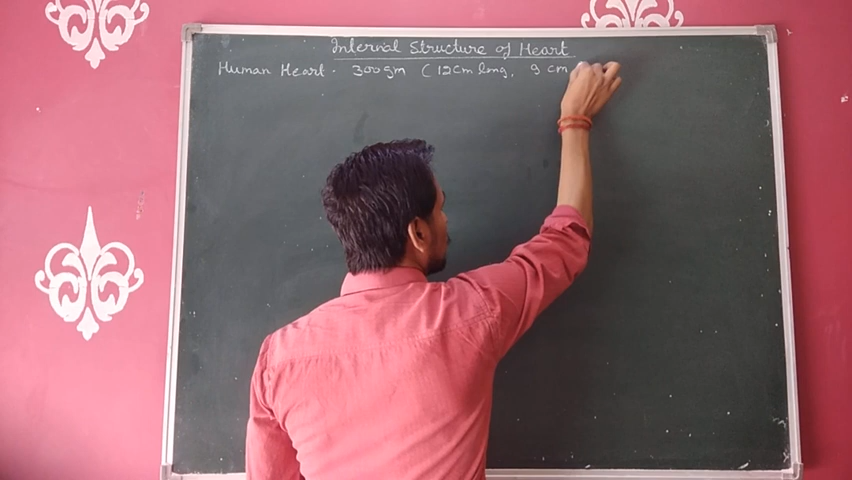 Internal Structure of Heart
Human Heart - 300 gm ( 12 cm long, 9 cm